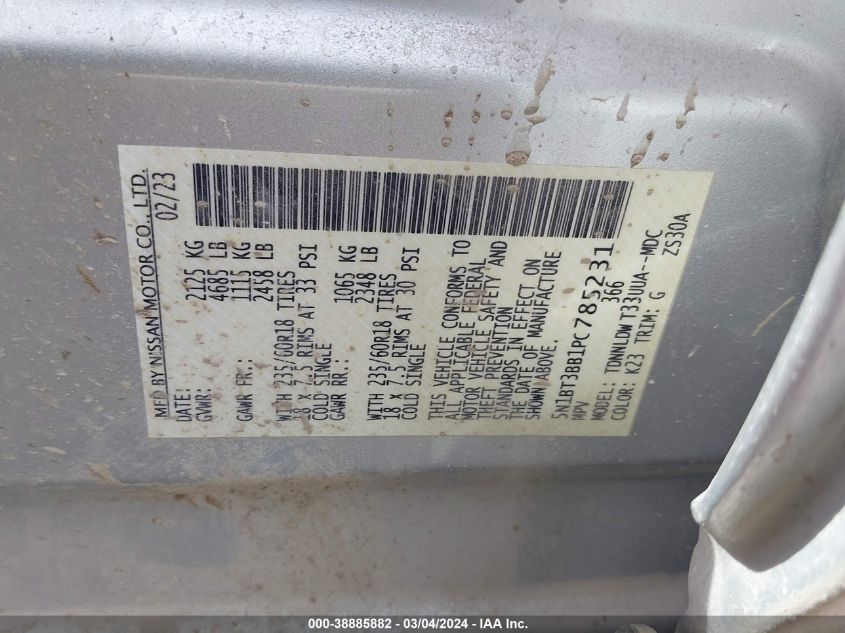 MFD BY NISSAN MOTOR CO., LTD.
DATE: 02/23
GVWR: 2125 KG
4685 LB
GAWR FR.: 1115 KG
2458 LB
WITH 235/60R18 TIRES
18 x 7.5 RIMS AT 33 PSI
COLD SINGLE
GAWR RR.: 1065 KG
2348 LB
WITH 235/60R18 TIRES
18 x 7.5 RIMS AT 30 PSI
COLD SINGLE
THIS VEHICLE CONFORMS TO
ALL APPLICABLE FEDERAL
MOTOR VEHICLE SAFETY AND
THEFT PREVENTION
STANDARDS IN EFFECT ON
THE DATE OF MANUFACTURE
SHOWN ABOVE.
5N1BT3BB1PC785231
MPV 366
MODEL: TDNNLDW T33UUA--MDC
COLOR: K23 TRIM: G ZS30A
000-38885882 - 03/04/2024 - IAA Inc.